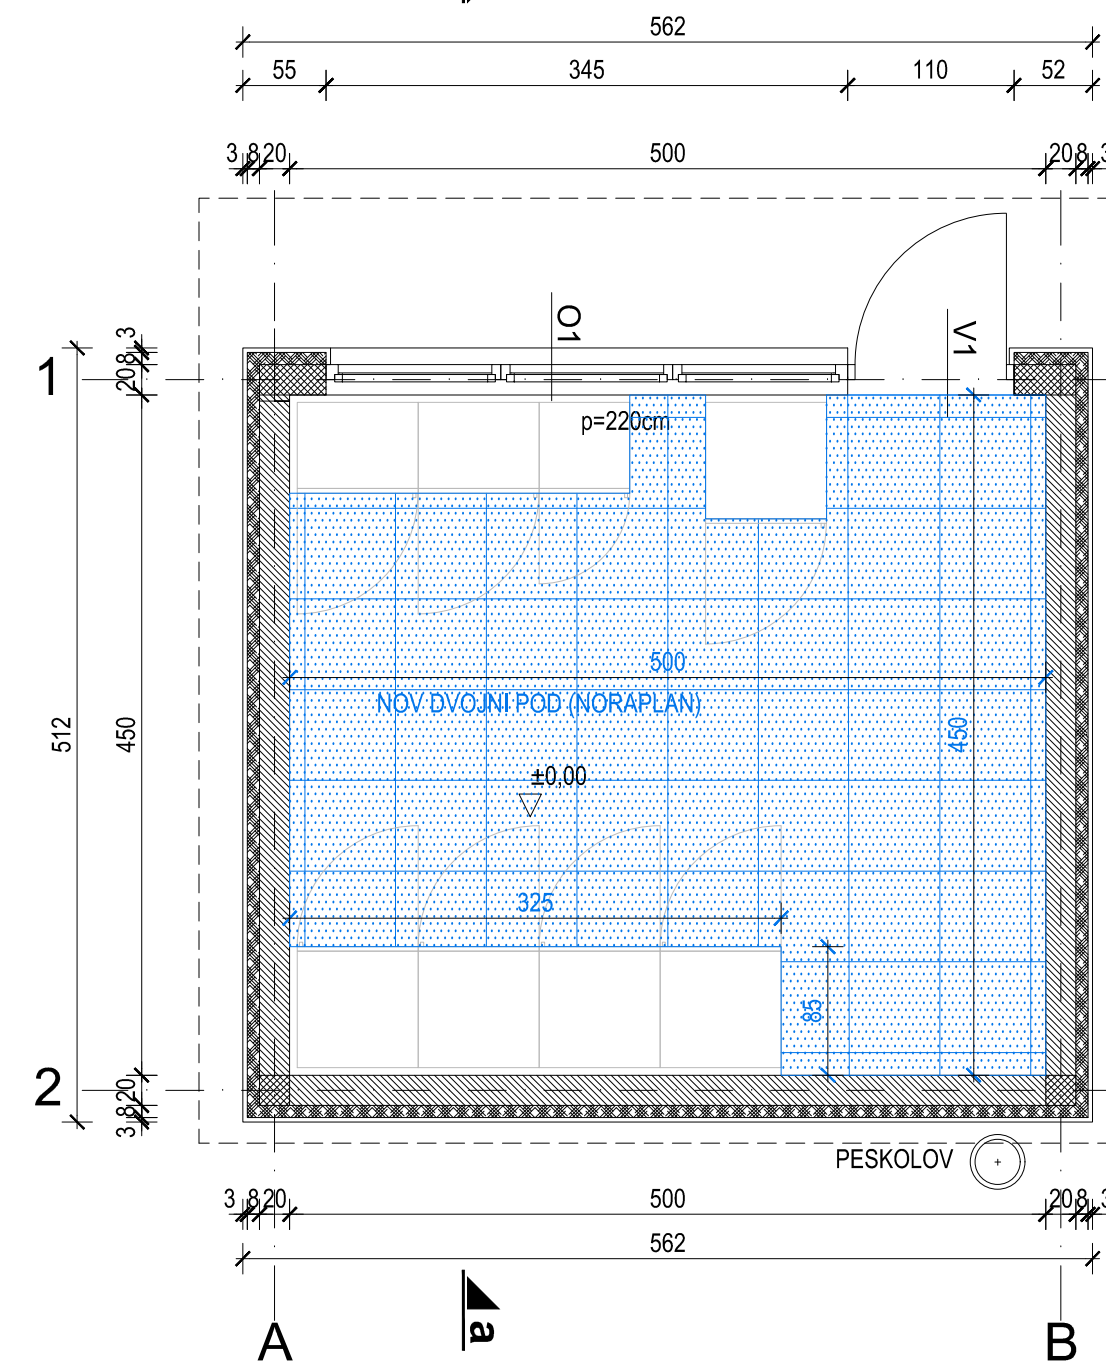 562
55 345 110 52
3 8 20 500 20 8 3
O1
V1
1
3
8
20
p=220cm
500
NOV DVOJNI POD (NORAPLAN)
512
450
450
±0,00
325
85
2
20
8
3
PESKOLOV
3 8 20 500 20 8 3
562
a
A
B